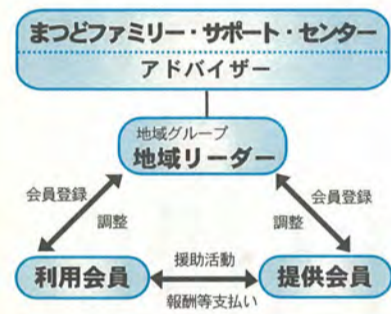 まつどファミリー・サポート・センター
アドバイザー
地域グループ
地域リーダー
会員登録
調整
会員登録
調整
利用会員
援助活動
報酬等支払い
提供会員